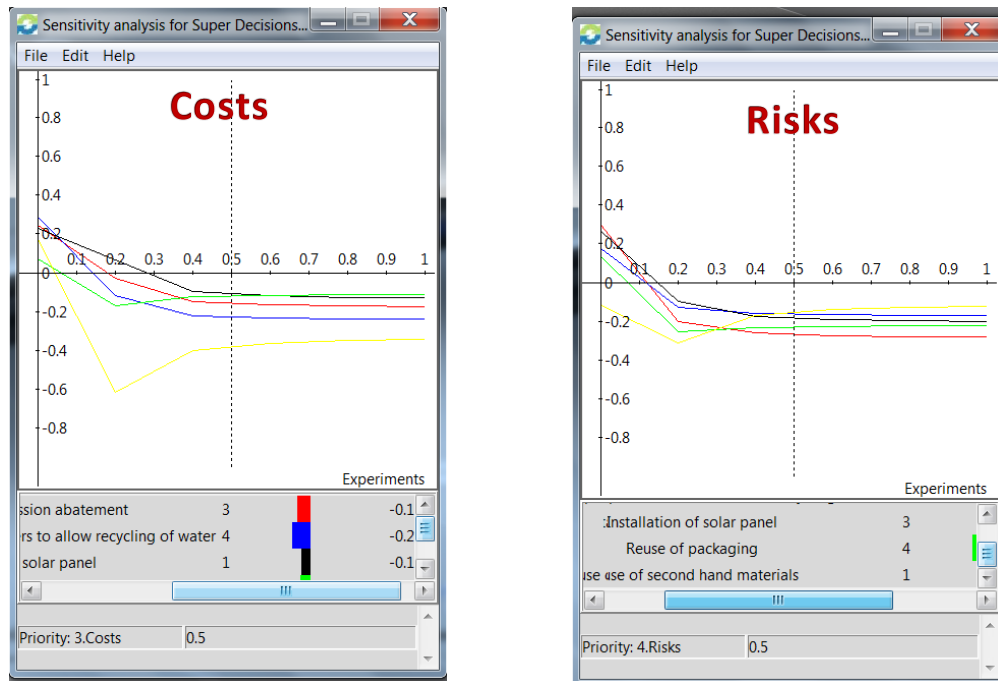 Sensitivity analysis for Super Decisions...
File Edit Help
Costs
1
0.8
0.6
0.4
0.2
0
-0.2
-0.4
-0.6
-0.8
0.1 0.2 0.3 0.4 0.5 0.6 0.7 0.8 0.9 1
Experiments
ssion abatement 3 -0.1
rs to allow recycling of water 4 -0.2
solar panel 1 -0.1
Priority: 3.Costs 0.5
Sensitivity analysis for Super Decisions...
File Edit Help
Risks
1
0.8
0.6
0.4
0.2
0
-0.2
-0.4
-0.6
-0.8
0.1 0.2 0.3 0.4 0.5 0.6 0.7 0.8 0.9 1
Experiments
Installation of solar panel 3
Reuse of packaging 4
use of second hand materials 1
Priority: 4.Risks 0.5